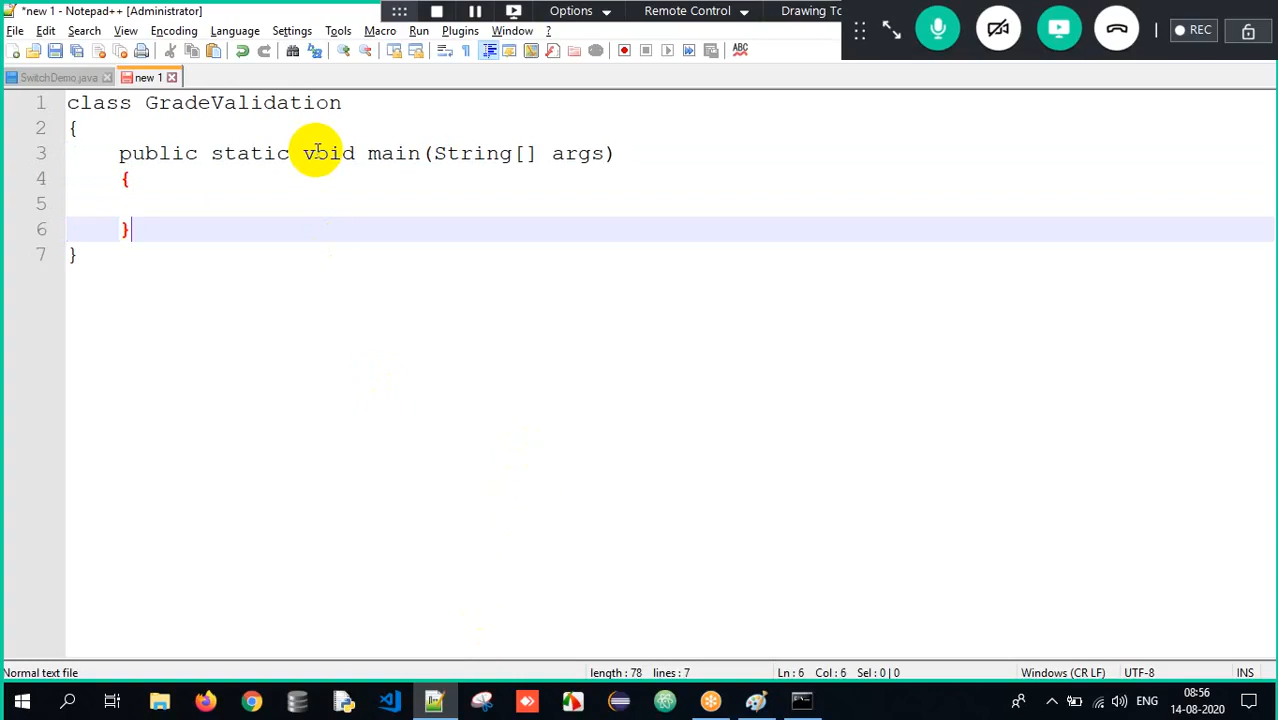 *new 1 - Notepad++ [Administrator]
Options
Remote Control
Drawing To
REC
File Edit Search View Encoding Language Settings Tools Macro Run Plugins Window ?
ABC
SwitchDemo.java
new 1
1 class GradeValidation
2 {
3 public static void main(String[] args)
4 {
5
6 }
7 }
Normal text file
length : 78 lines : 7
Ln : 6 Col : 6 Sel : 0 | 0
Windows (CR LF)
UTF-8
INS
ENG
08:56
14-08-2020